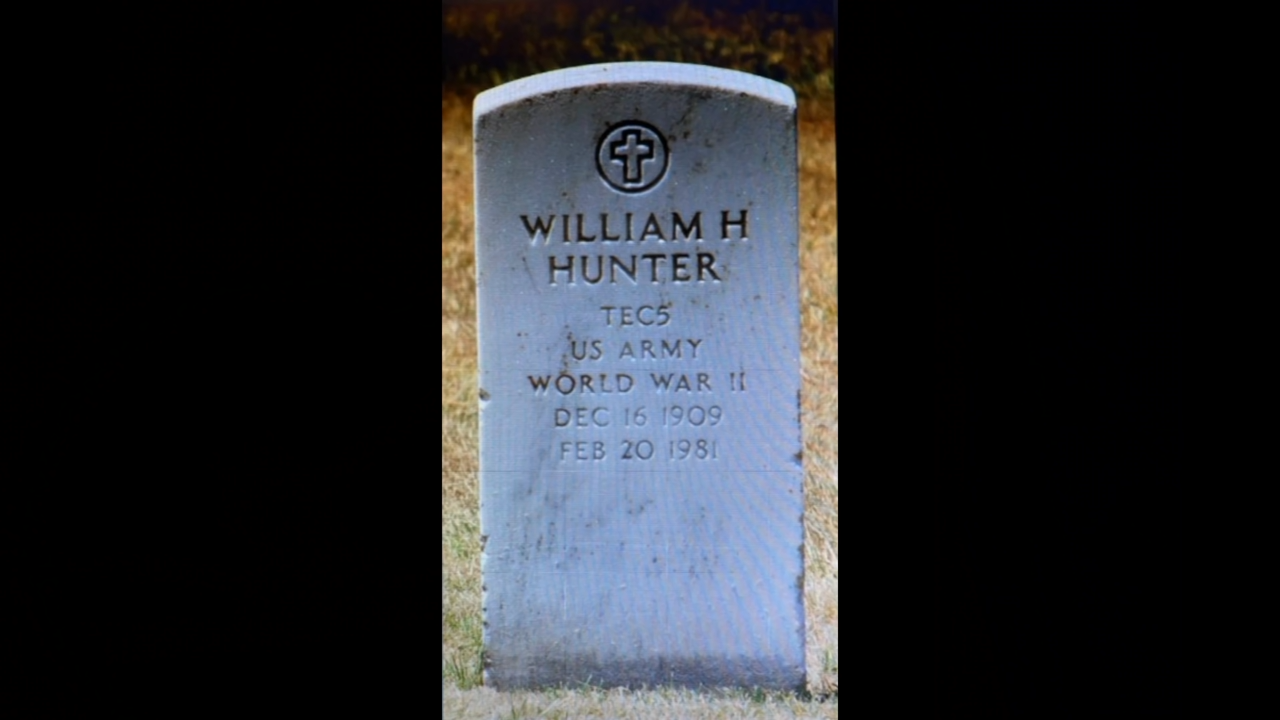 WILLIAM H
HUNTER
TEC5
US ARMY
WORLD WAR II
DEC 16 1909
FEB 20 1981